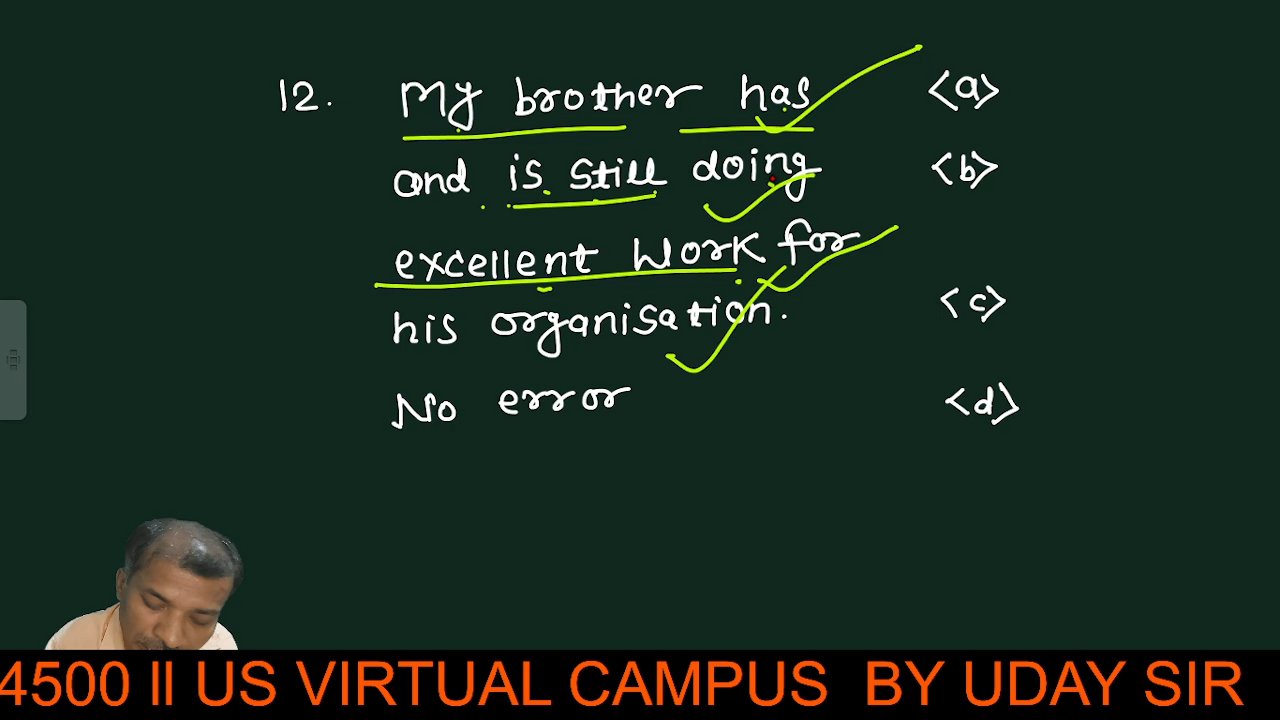 12. My brother has <a>
and is still doing <b>
excellent Work for
his organisation. <c>
No error <d>
4500 ll US VIRTUAL CAMPUS BY UDAY SIR